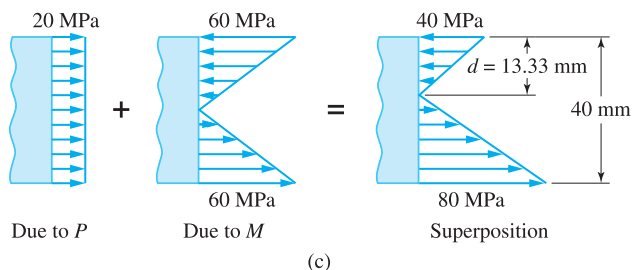 20 MPa
60 MPa
40 MPa
d = 13.33 mm
+
=
40 mm
60 MPa
80 MPa
Due to P
Due to M
Superposition
(c)